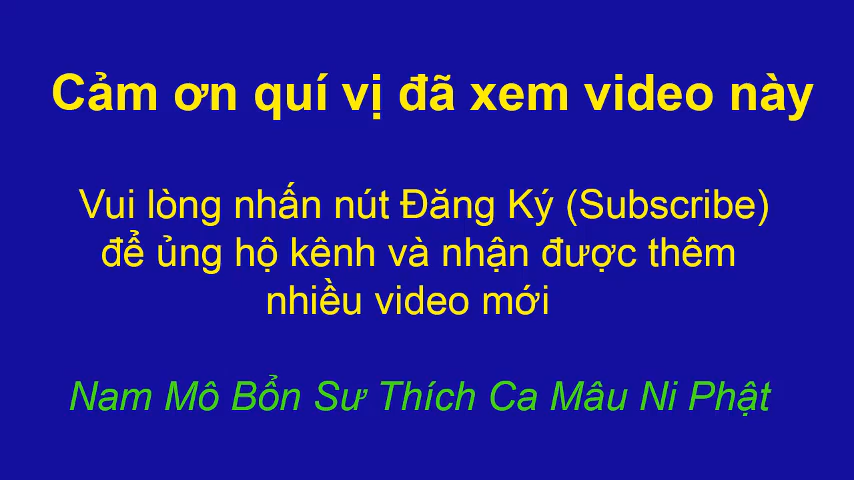 Cảm ơn quí vị đã xem video này
Vui lòng nhấn nút Đăng Ký (Subscribe)
để ủng hộ kênh và nhận được thêm
nhiều video mới
Nam Mô Bổn Sư Thích Ca Mâu Ni Phật